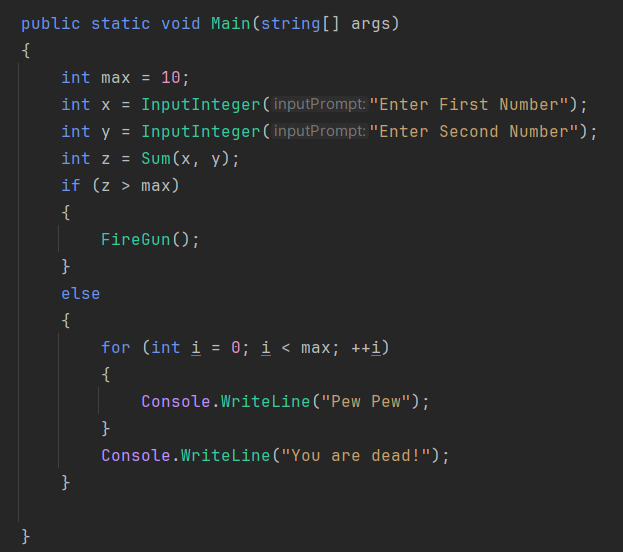 public static void Main(string[] args)
{
    int max = 10;
    int x = InputInteger(inputPrompt:"Enter First Number");
    int y = InputInteger(inputPrompt:"Enter Second Number");
    int z = Sum(x, y);
    if (z > max)
    {
        FireGun();
    }
    else
    {
        for (int i = 0; i < max; ++i)
        {
            Console.WriteLine("Pew Pew");
        }
        Console.WriteLine("You are dead!");
    }
}